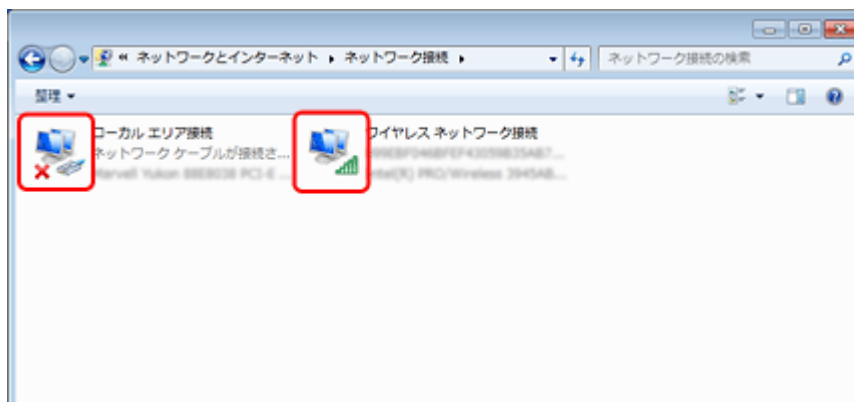 « ネットワークとインターネット ▸ ネットワーク接続 ▸ ネットワーク接続の検索
整理
ローカル エリア接続
ネットワーク ケーブルが接続さ...
ワイヤレス ネットワーク接続